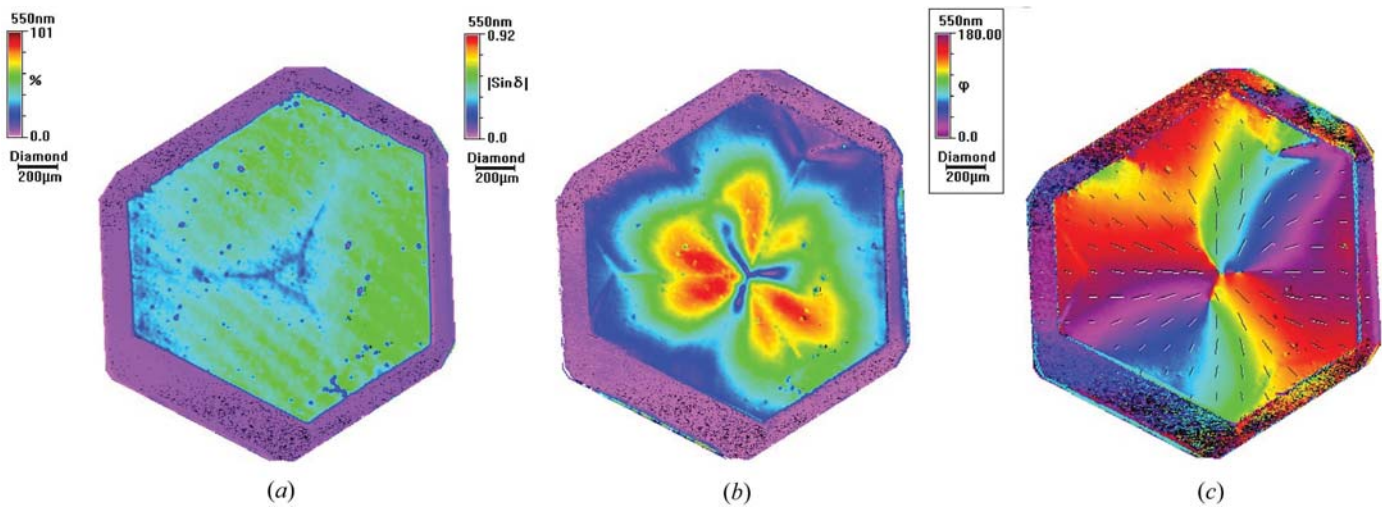 550nm
101
%
0.0
Diamond
200µm
550nm
0.92
|Sinδ|
0.0
Diamond
200µm
550nm
180.00
φ
0.0
Diamond
200µm
(a)
(b)
(c)